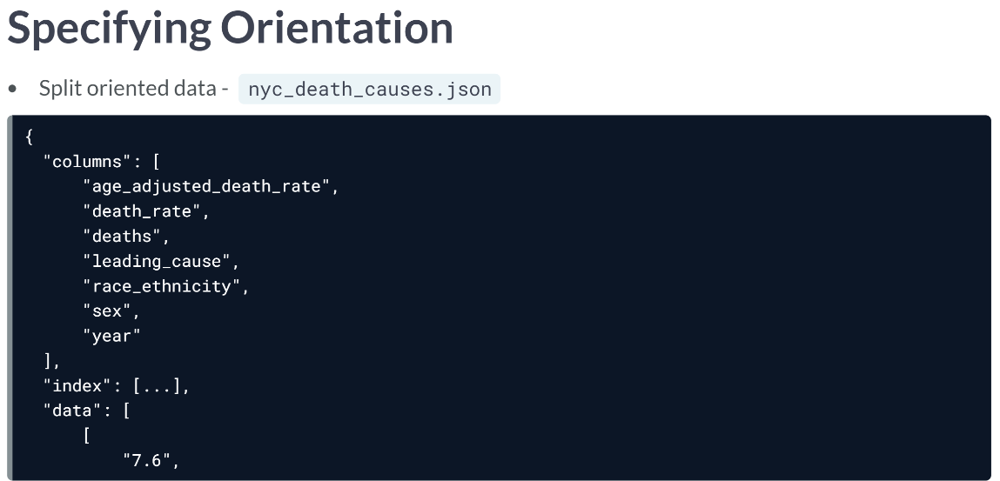 Specifying Orientation
• Split oriented data - nyc_death_causes.json
{
"columns": [
"age_adjusted_death_rate",
"death_rate",
"deaths",
"leading_cause",
"race_ethnicity",
"sex",
"year"
],
"index": [...],
"data": [
[
"7.6",